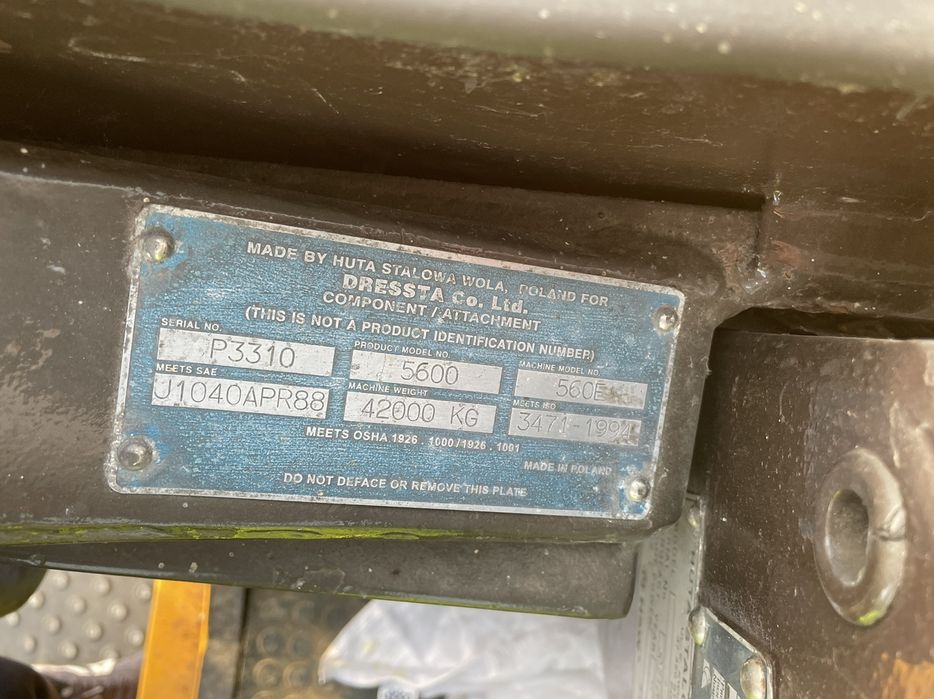 MADE BY HUTA STALOWA WOLA, POLAND FOR
DRESSTA Co. Ltd.
COMPONENT / ATTACHMENT
(THIS IS NOT A PRODUCT IDENTIFICATION NUMBER)
SERIAL NO. PRODUCT MODEL NO. MACHINE MODEL NO.
P3310 5600 560E
MEETS SAE MACHINE WEIGHT MEETS ISO
J1040APR88 42000 KG 3471-1994
MEETS OSHA 1926 . 1000/1926 . 1001
MADE IN POLAND
DO NOT DEFACE OR REMOVE THIS PLATE